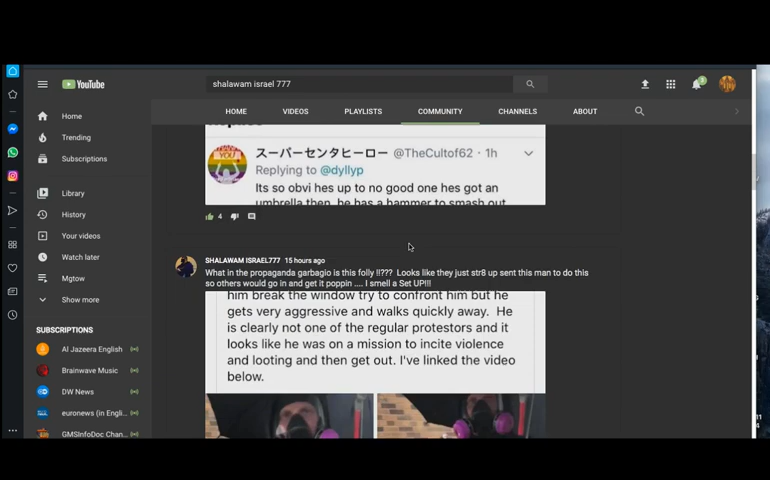 YouTube
shalawam israel 777
3
HOME VIDEOS PLAYLISTS COMMUNITY CHANNELS ABOUT
Home
Trending
Subscriptions
Library
History
Your videos
Watch later
Mgtow
Show more
SUBSCRIPTIONS
Al Jazeera English
Brainwave Music
DW News
euronews (in Engli...
GMSInfoDoc Chan...
スーパーセンタヒーロー @TheCultof62 · 1h
Replying to @dyllyp
Its so obvi hes up to no good one hes got an
umbrella then, he has a hammer to smash out
4
SHALAWAM ISRAEL777 15 hours ago
What in the propaganda garbagio is this folly !!??? Looks like they just str8 up sent this man to do this
so others would go in and get it poppin .... I smell a Set UP!!!
him break the window try to confront him but he
gets very aggressive and walks quickly away. He
is clearly not one of the regular protestors and it
looks like he was on a mission to incite violence
and looting and then get out. I've linked the video
below.